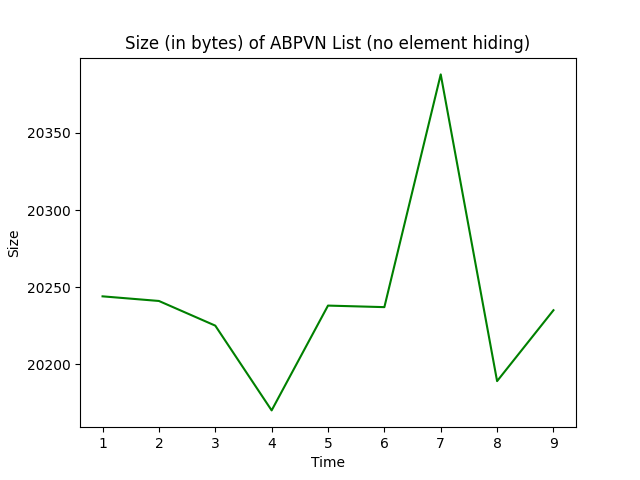 Size (in bytes) of ABPVN List (no element hiding)
Size
20350
20300
20250
20200
1 2 3 4 5 6 7 8 9
Time